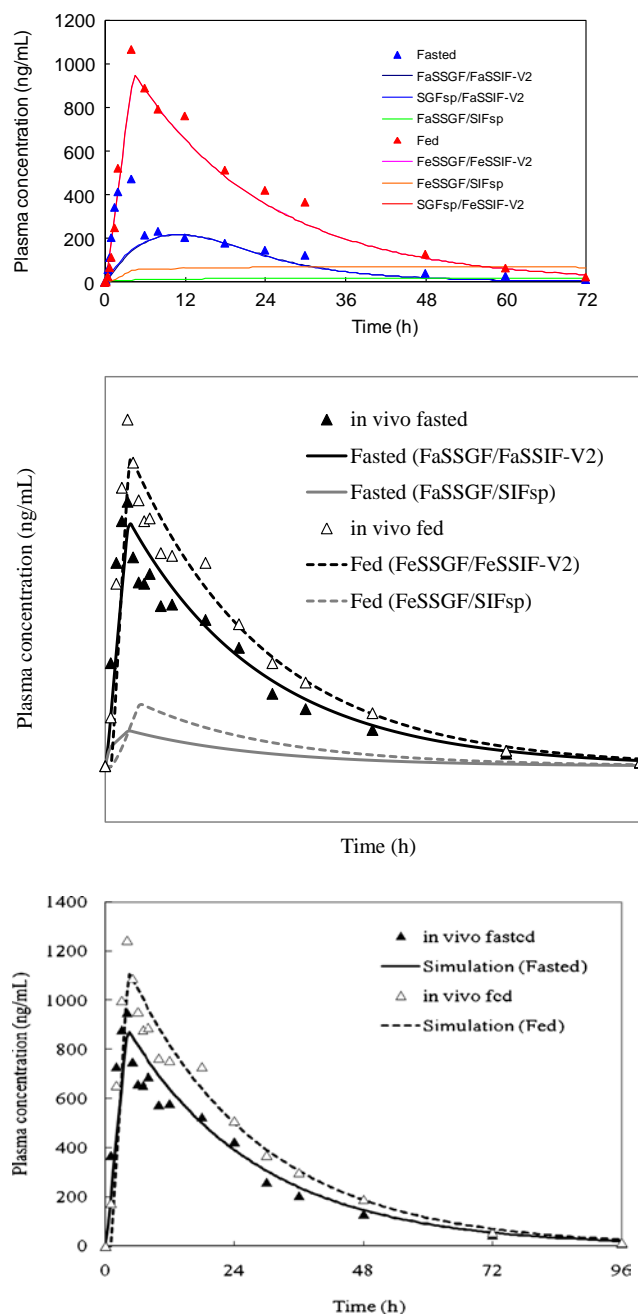 Plasma concentration (ng/mL)
1200
1000
800
600
400
200
0
0 12 24 36 48 60 72
Time (h)
Fasted
FaSSGF/FaSSIF-V2
SGFsp/FaSSIF-V2
FaSSGF/SIFsp
Fed
FeSSGF/FeSSIF-V2
FeSSGF/SIFsp
SGFsp/FeSSIF-V2
Plasma concentration (ng/mL)
in vivo fasted
Fasted (FaSSGF/FaSSIF-V2)
Fasted (FaSSGF/SIFsp)
in vivo fed
Fed (FeSSGF/FeSSIF-V2)
Fed (FeSSGF/SIFsp)
Time (h)
Plasma concentration (ng/mL)
1400
1200
1000
800
600
400
200
0
0 24 48 72 96
Time (h)
in vivo fasted
Simulation (Fasted)
in vivo fed
Simulation (Fed)